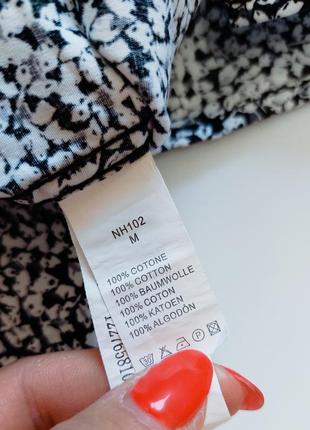 NH102
M
100% COTONE
100% COTTON
100% BAUMWOLLE
100% COTON
100% KATOEN
100% ALGODÓN